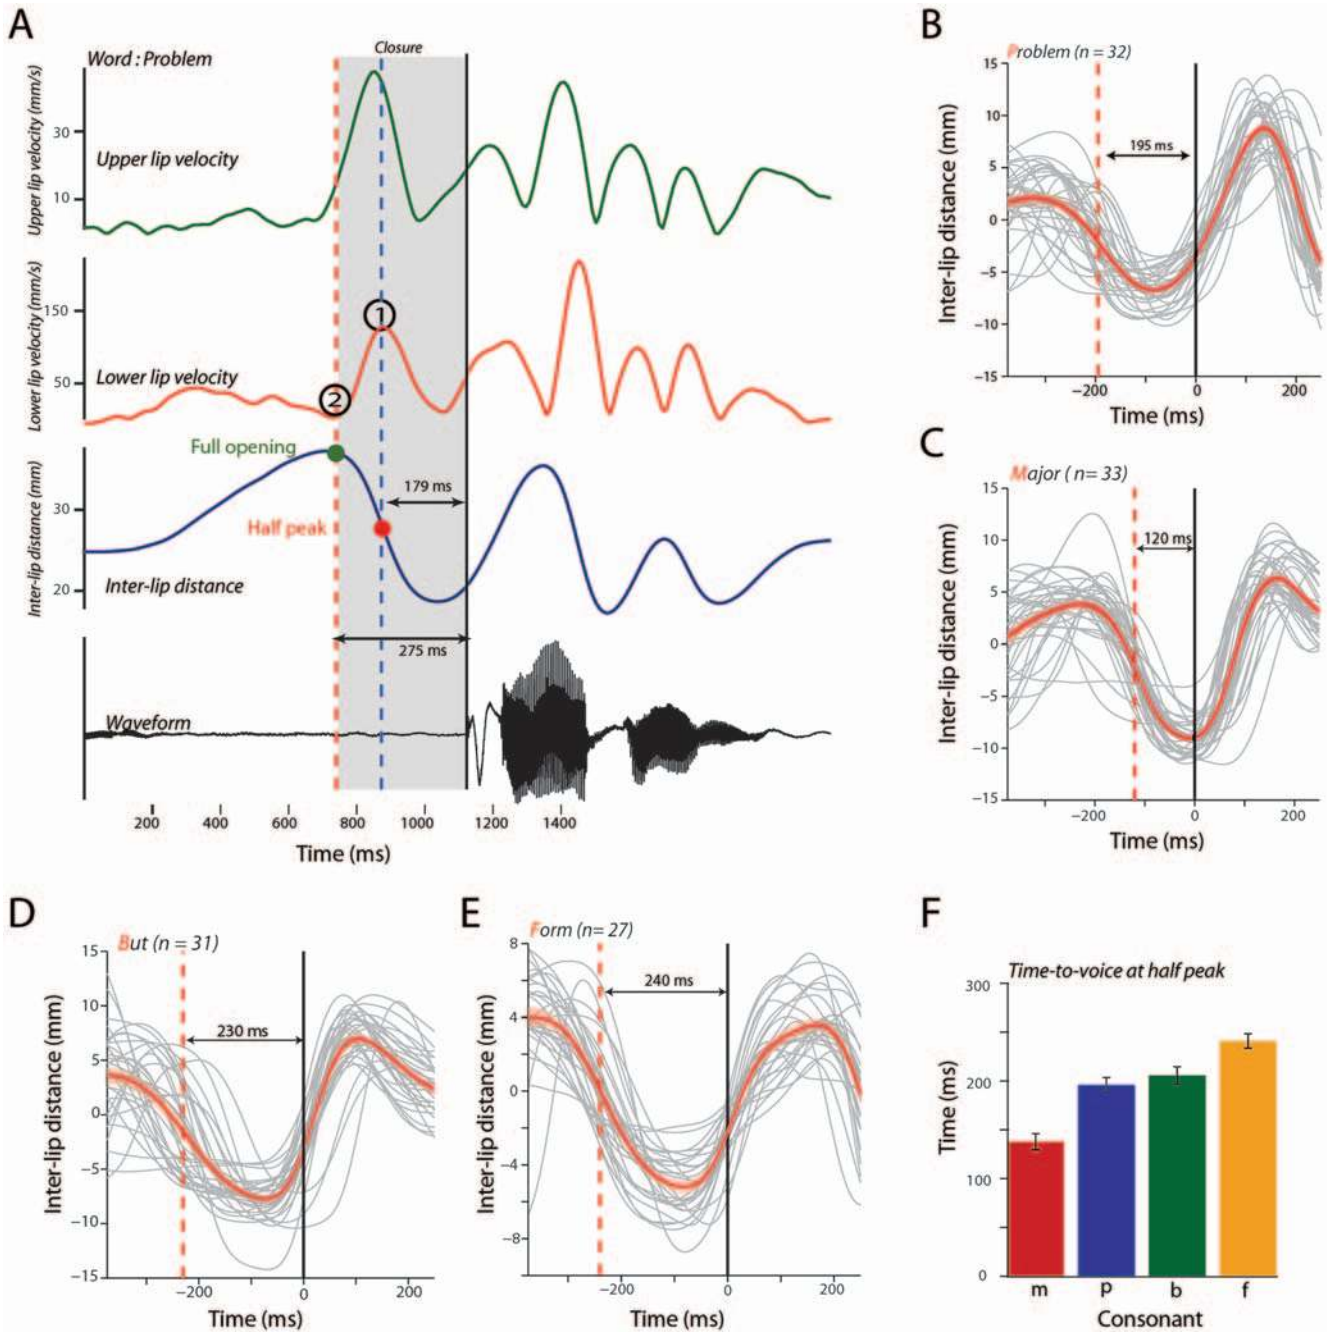 A
Word : Problem
Closure
Upper lip velocity (mm/s)
30
10
Upper lip velocity
Lower lip velocity (mm/s)
150
50
1
2
Lower lip velocity
Full opening
Inter-lip distance (mm)
30
20
179 ms
Half peak
Inter-lip distance
275 ms
Waveform
200 400 600 800 1000 1200 1400
Time (ms)
B
Problem (n = 32)
Inter-lip distance (mm)
15
10
5
0
−5
−10
−15
195 ms
−200 0 200
Time (ms)
C
Major ( n= 33)
Inter-lip distance (mm)
15
10
5
0
−5
−10
−15
120 ms
−200 0 200
Time (ms)
D
But (n = 31)
Inter-lip distance (mm)
15
10
5
0
−5
−10
−15
230 ms
−200 0 200
Time (ms)
E
Form (n= 27)
Inter-lip distance (mm)
8
4
0
−4
−8
240 ms
−200 0 200
Time (ms)
F
Time-to-voice at half peak
Time (ms)
300
200
100
0
m p b f
Consonant